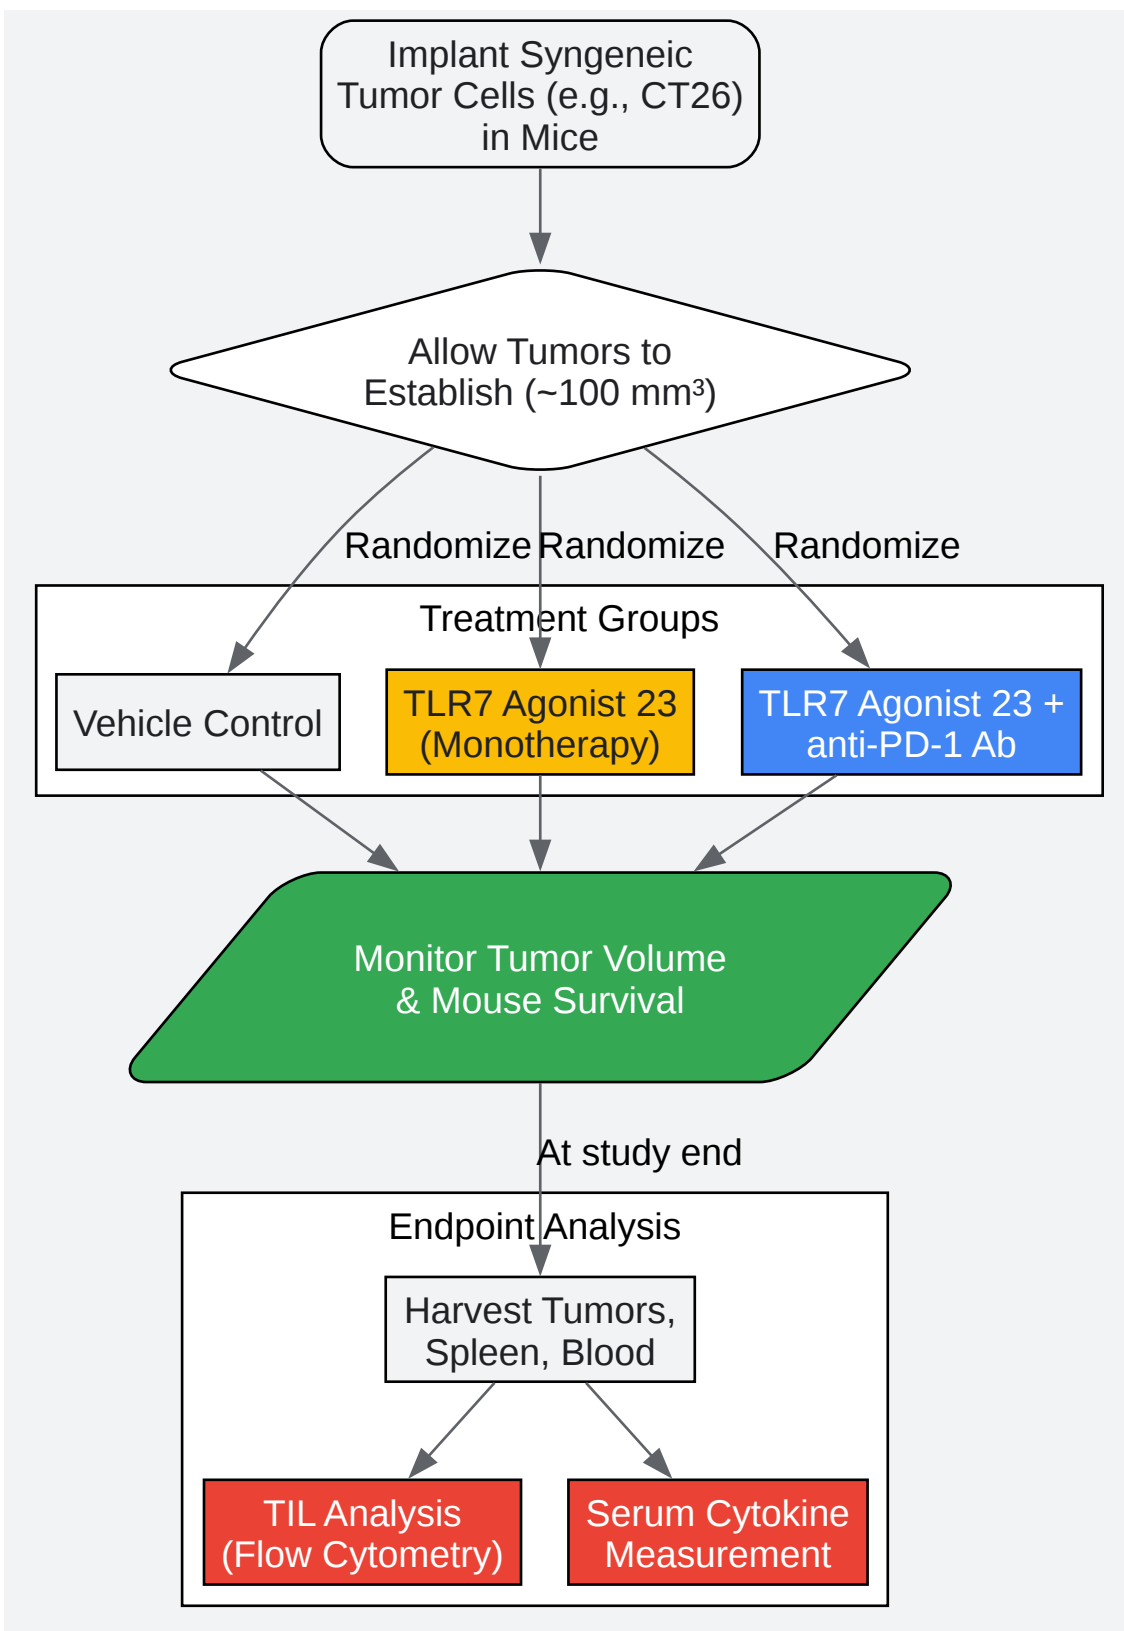 Implant Syngeneic
Tumor Cells (e.g., CT26)
in Mice
Allow Tumors to
Establish (~100 mm³)
Randomize
Randomize
Randomize
Treatment Groups
Vehicle Control
TLR7 Agonist 23
(Monotherapy)
TLR7 Agonist 23 +
anti-PD-1 Ab
Monitor Tumor Volume
& Mouse Survival
At study end
Endpoint Analysis
Harvest Tumors,
Spleen, Blood
TIL Analysis
(Flow Cytometry)
Serum Cytokine
Measurement